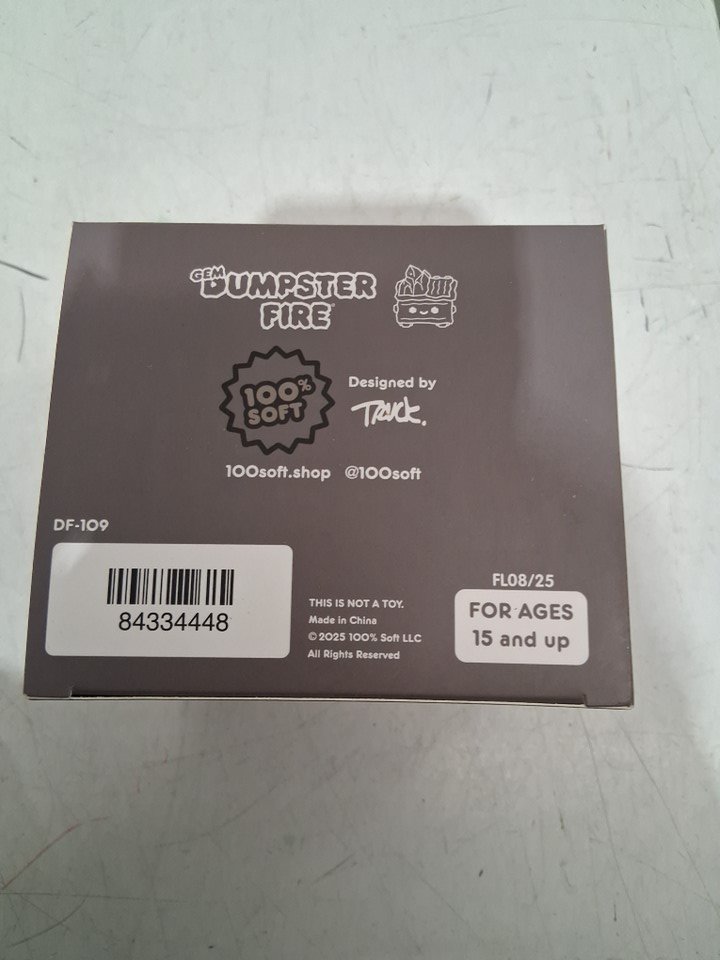 GEM
DUMPSTER
FIRE
100%
SOFT
Designed by
TRUCK.
100soft.shop @100soft
DF-109
84334448
THIS IS NOT A TOY.
Made in China
© 2025 100% Soft LLC
All Rights Reserved
FL08/25
FOR AGES
15 and up